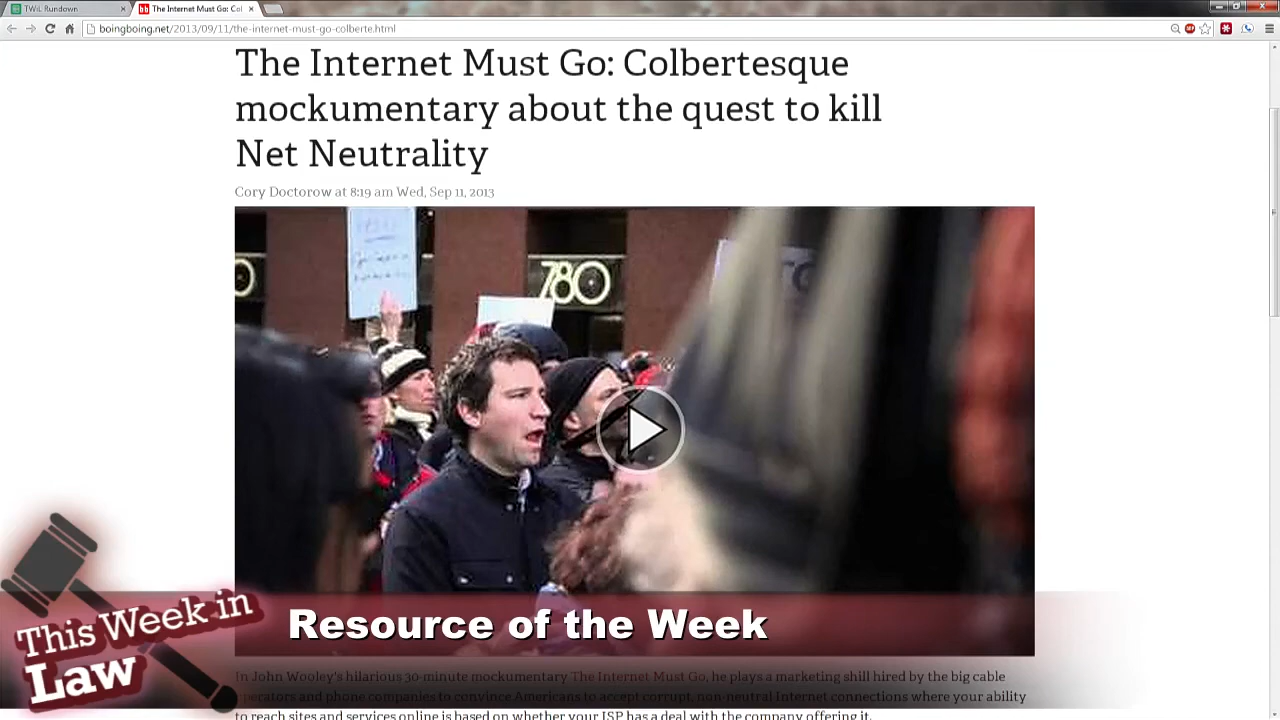 TWiL Rundown
The Internet Must Go: Col
boingboing.net/2013/09/11/the-internet-must-go-colberte.html
The Internet Must Go: Colbertesque
mockumentary about the quest to kill
Net Neutrality
Cory Doctorow at 8:19 am Wed, Sep 11, 2013
780
This Week in
Law
Resource of the Week
In John Wooley's hilarious 30-minute mockumentary The Internet Must Go, he plays a marketing shill hired by the big cable
operators and phone companies to convince Americans to accept corrupt, non-neutral Internet connections where your ability
to reach sites and services online is based on whether your ISP has a deal with the company offering it.